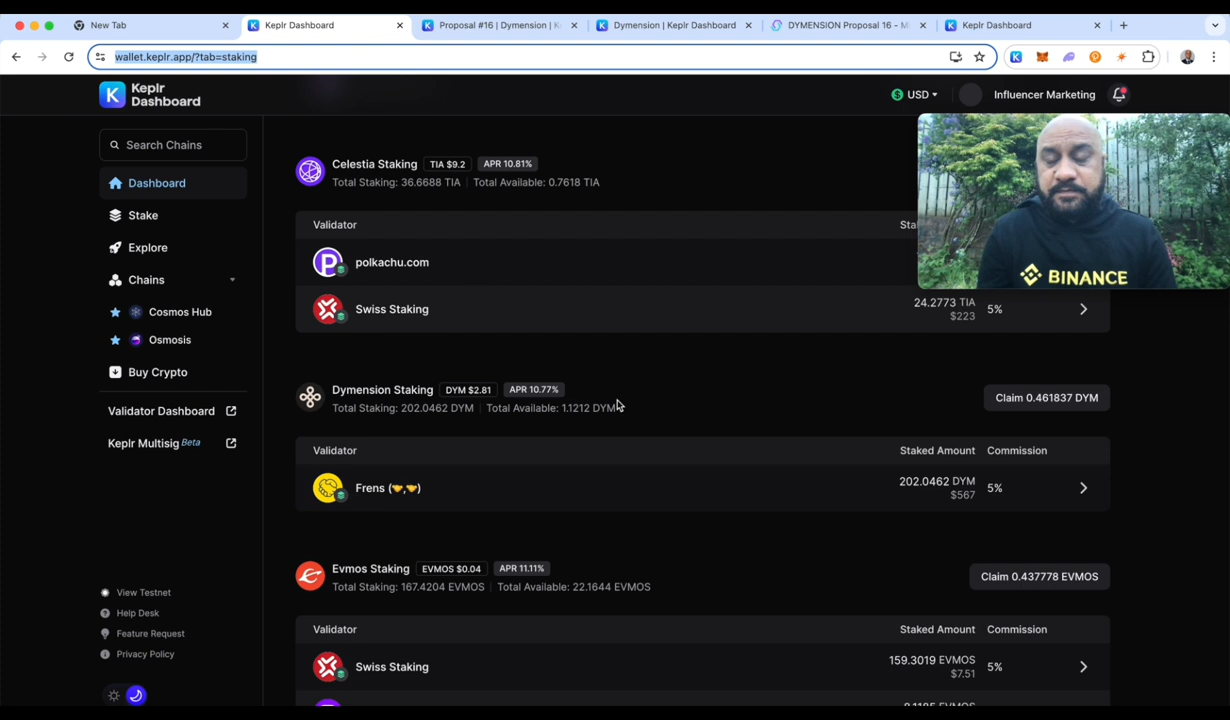 New Tab
Keplr Dashboard
Proposal #16 | Dymension | K
Dymension | Keplr Dashboard
DYMENSION Proposal 16 - M
Keplr Dashboard
wallet.keplr.app/?tab=staking
Keplr
Dashboard
USD
Influencer Marketing
Search Chains
Dashboard
Stake
Explore
Chains
Cosmos Hub
Osmosis
Buy Crypto
Validator Dashboard
Keplr Multisig Beta
View Testnet
Help Desk
Feature Request
Privacy Policy
Celestia Staking TIA $9.2 APR 10.81%
Total Staking: 36.6688 TIA | Total Available: 0.7618 TIA
Validator Sta
polkachu.com
Swiss Staking 24.2773 TIA 5%
$223
Dymension Staking DYM $2.81 APR 10.77%
Total Staking: 202.0462 DYM | Total Available: 1.1212 DYM
Claim 0.461837 DYM
Validator Staked Amount Commission
Frens (🤝,🤝) 202.0462 DYM 5%
$567
Evmos Staking EVMOS $0.04 APR 11.11%
Total Staking: 167.4204 EVMOS | Total Available: 22.1644 EVMOS
Claim 0.437778 EVMOS
Validator Staked Amount Commission
Swiss Staking 159.3019 EVMOS 5%
$7.51
BINANCE